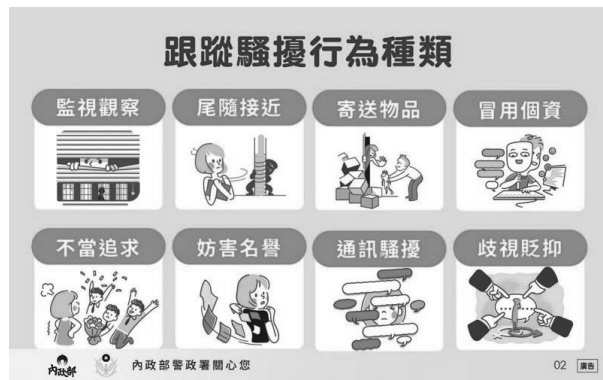 跟蹤騷擾行為種類
監視觀察 尾隨接近 寄送物品 冒用個資
不當追求 妨害名譽 通訊騷擾 歧視貶抑
內政部 內政部警政署關心您 02 廣告